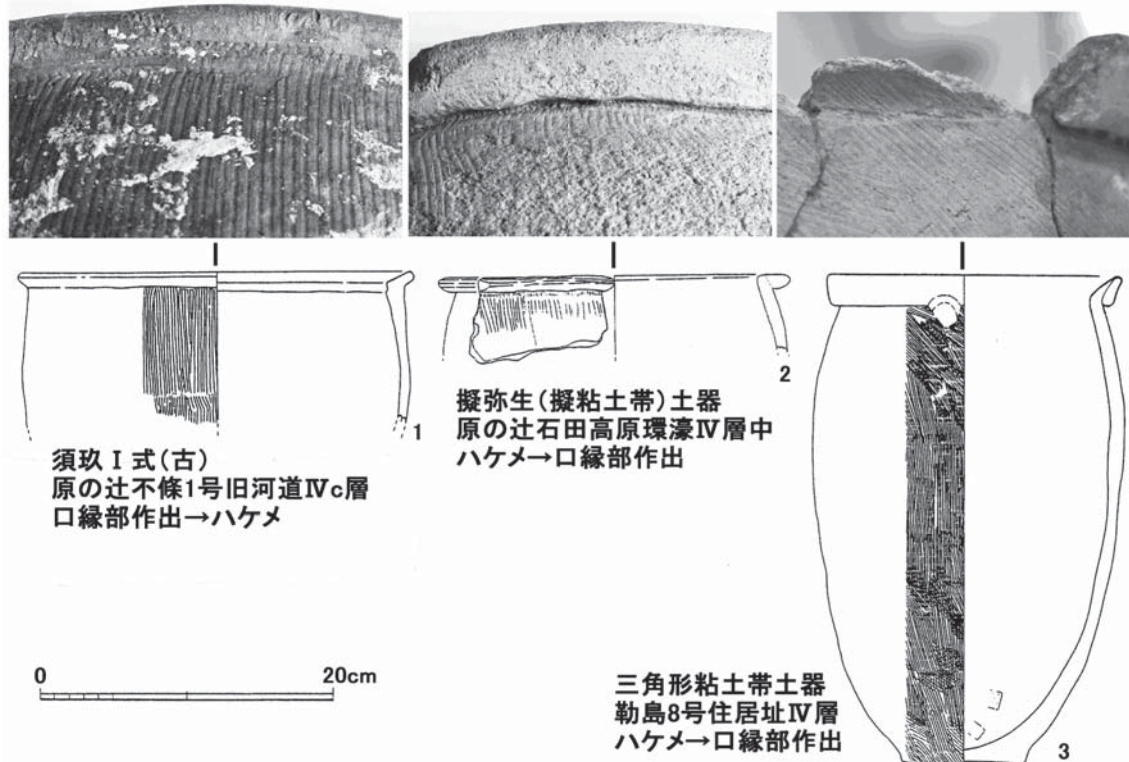 1
須玖Ⅰ式(古)
原の辻不條1号旧河道Ⅳc層
口縁部作出→ハケメ
2
擬弥生(擬粘土帯)土器
原の辻石田高原環濠Ⅳ層中
ハケメ→口縁部作出
0 20cm
三角形粘土帯土器
勒島8号住居址Ⅳ層
ハケメ→口縁部作出
3